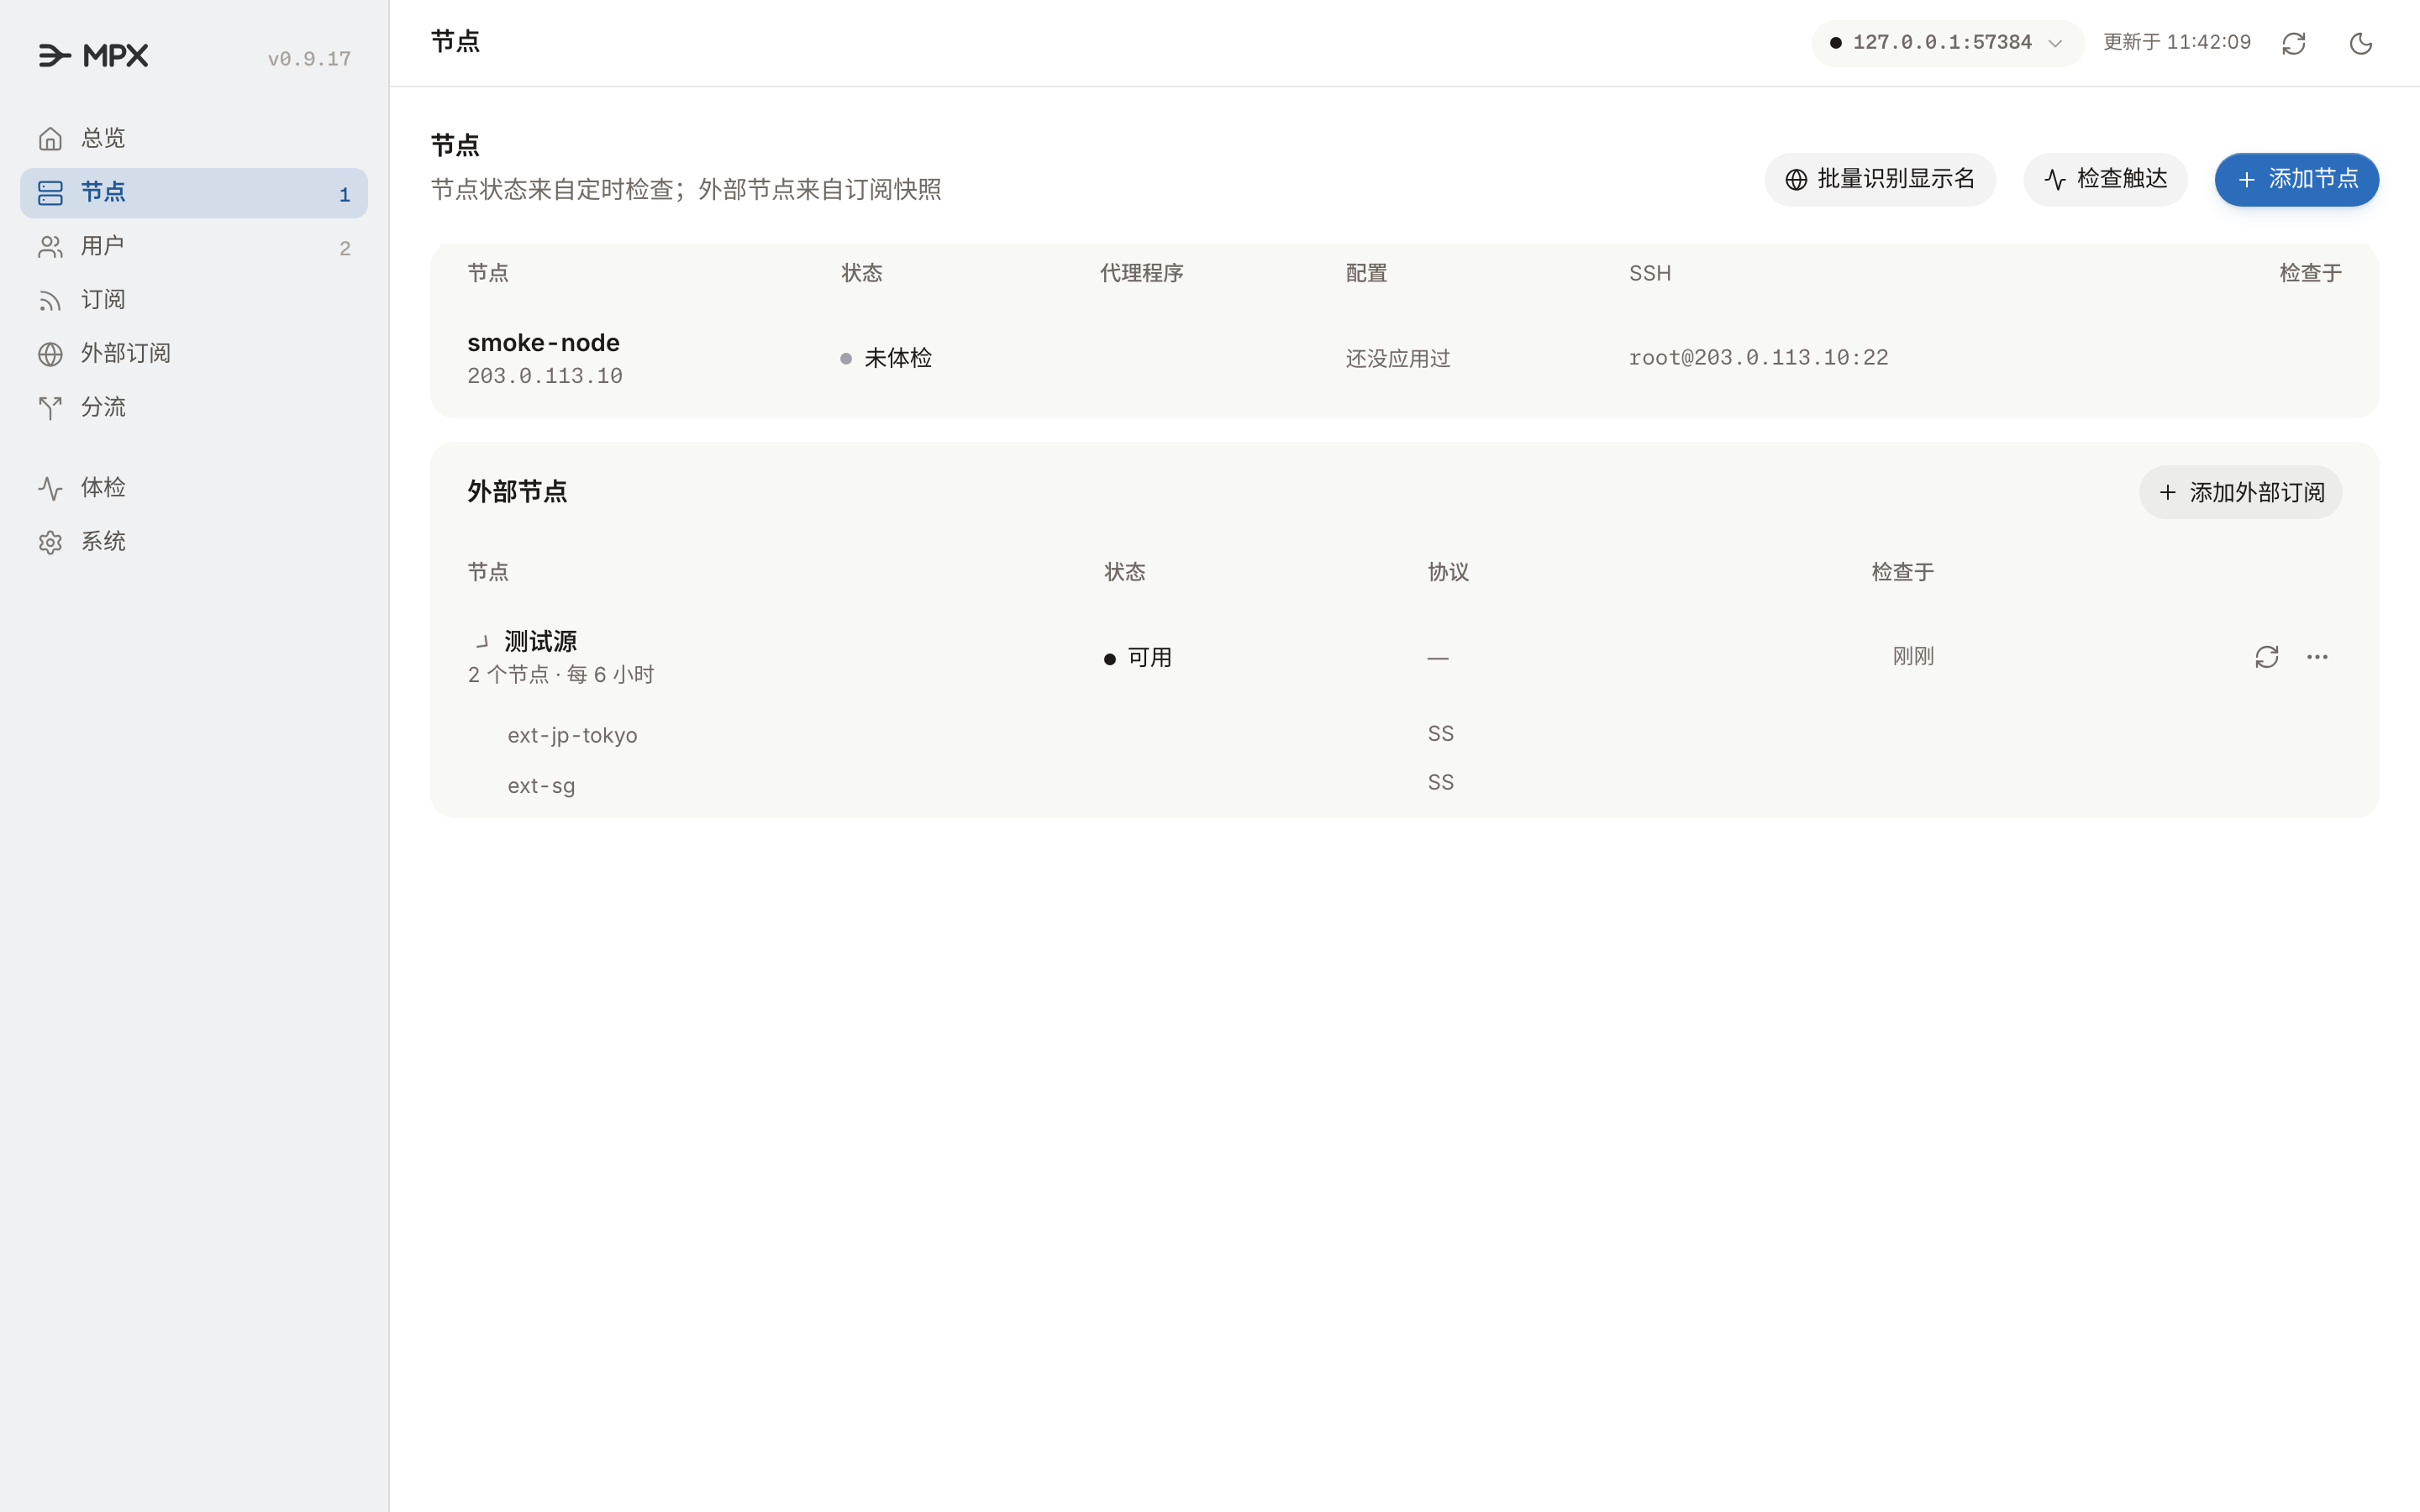 MPX v0.9.17
总览
节点 1
用户 2
订阅
外部订阅
分流
体检
系统
节点 127.0.0.1:57384 更新于 11:42:09
节点
节点状态来自定时检查；外部节点来自订阅快照
批量识别显示名 检查触达 添加节点
节点 状态 代理程序 配置 SSH 检查于
smoke-node
203.0.113.10
未体检 还没应用过 root@203.0.113.10:22
外部节点 添加外部订阅
节点 状态 协议 检查于
测试源
2 个节点 · 每 6 小时
可用 — 刚刚
ext-jp-tokyo SS
ext-sg SS